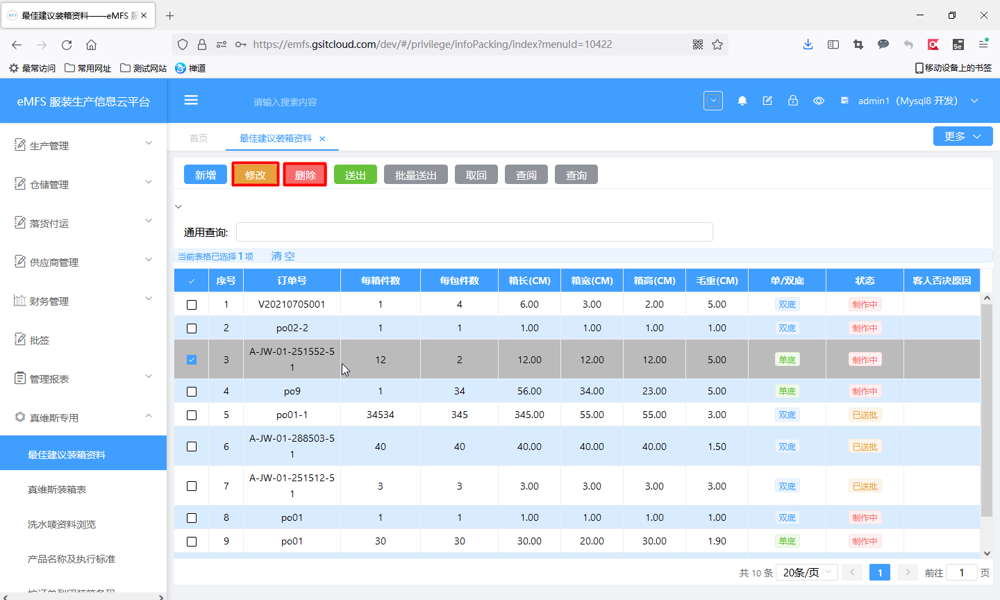 最佳建议装箱资料——eMFS 服
https://emfs.gsitcloud.com/dev/#/privilege/infoPacking/index?menuId=10422
最常访问 常用网址 测试网站 禅道 移动设备上的书签
eMFS 服装生产信息云平台 请输入搜索内容 admin1（Mysql8 开发）
首页 最佳建议装箱资料 更多
生产管理
仓储管理
落货付运
供应商管理
财务管理
批签
管理报表
真维斯专用
最佳建议装箱资料
真维斯装箱表
洗水唛资料浏览
产品名称及执行标准
新增 修改 删除 送出 批量送出 取回 查阅 查询
通用查询:
当前表格已选择 1 项 清 空
序号 订单号 每箱件数 每包件数 箱长(CM) 箱宽(CM) 箱高(CM) 毛重(CM) 单/双底 状态 客人否决原因
1 V20210705001 1 4 6.00 3.00 2.00 5.00 双底 制作中
2 po02-2 1 1 1.00 1.00 1.00 1.00 双底 制作中
3 A-JW-01-251552-5 12 2 12.00 12.00 12.00 5.00 单底 制作中
1
4 po9 1 34 56.00 34.00 23.00 5.00 单底 制作中
5 po01-1 34534 345 345.00 55.00 55.00 3.00 双底 已送批
6 A-JW-01-288503-5 40 40 40.00 40.00 40.00 1.50 双底 已送批
1
7 A-JW-01-251512-5 3 3 3.00 3.00 3.00 3.00 双底 已送批
1
8 po01 1 1 1.00 1.00 1.00 1.00 双底 制作中
9 po01 30 30 30.00 20.00 30.00 1.90 单底 制作中
共 10 条 20条/页 1 前往 1 页